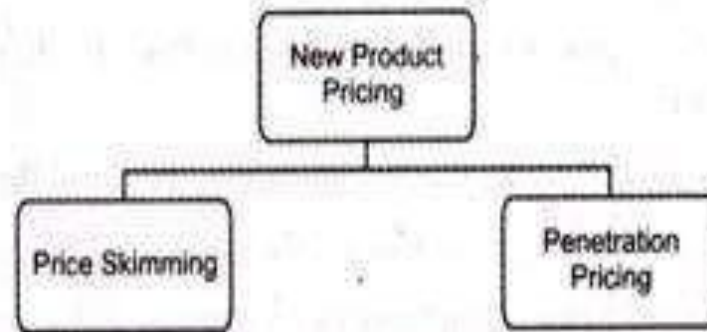 New Product
Pricing
Price Skimming
Penetration
Pricing